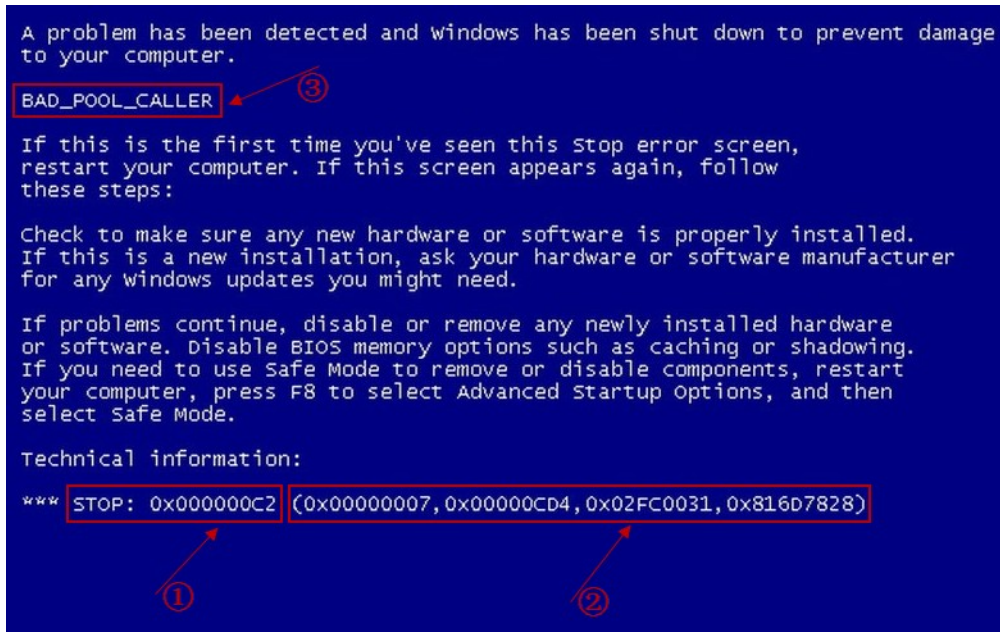 A problem has been detected and Windows has been shut down to prevent damage
to your computer.
③
BAD_POOL_CALLER
If this is the first time you've seen this Stop error screen,
restart your computer. If this screen appears again, follow
these steps:
Check to make sure any new hardware or software is properly installed.
If this is a new installation, ask your hardware or software manufacturer
for any Windows updates you might need.
If problems continue, disable or remove any newly installed hardware
or software. Disable BIOS memory options such as caching or shadowing.
If you need to use Safe Mode to remove or disable components, restart
your computer, press F8 to select Advanced Startup Options, and then
select Safe Mode.
Technical information:
*** STOP: 0x000000C2 (0x00000007,0x00000CD4,0x02FC0031,0x816D7828)
① ②